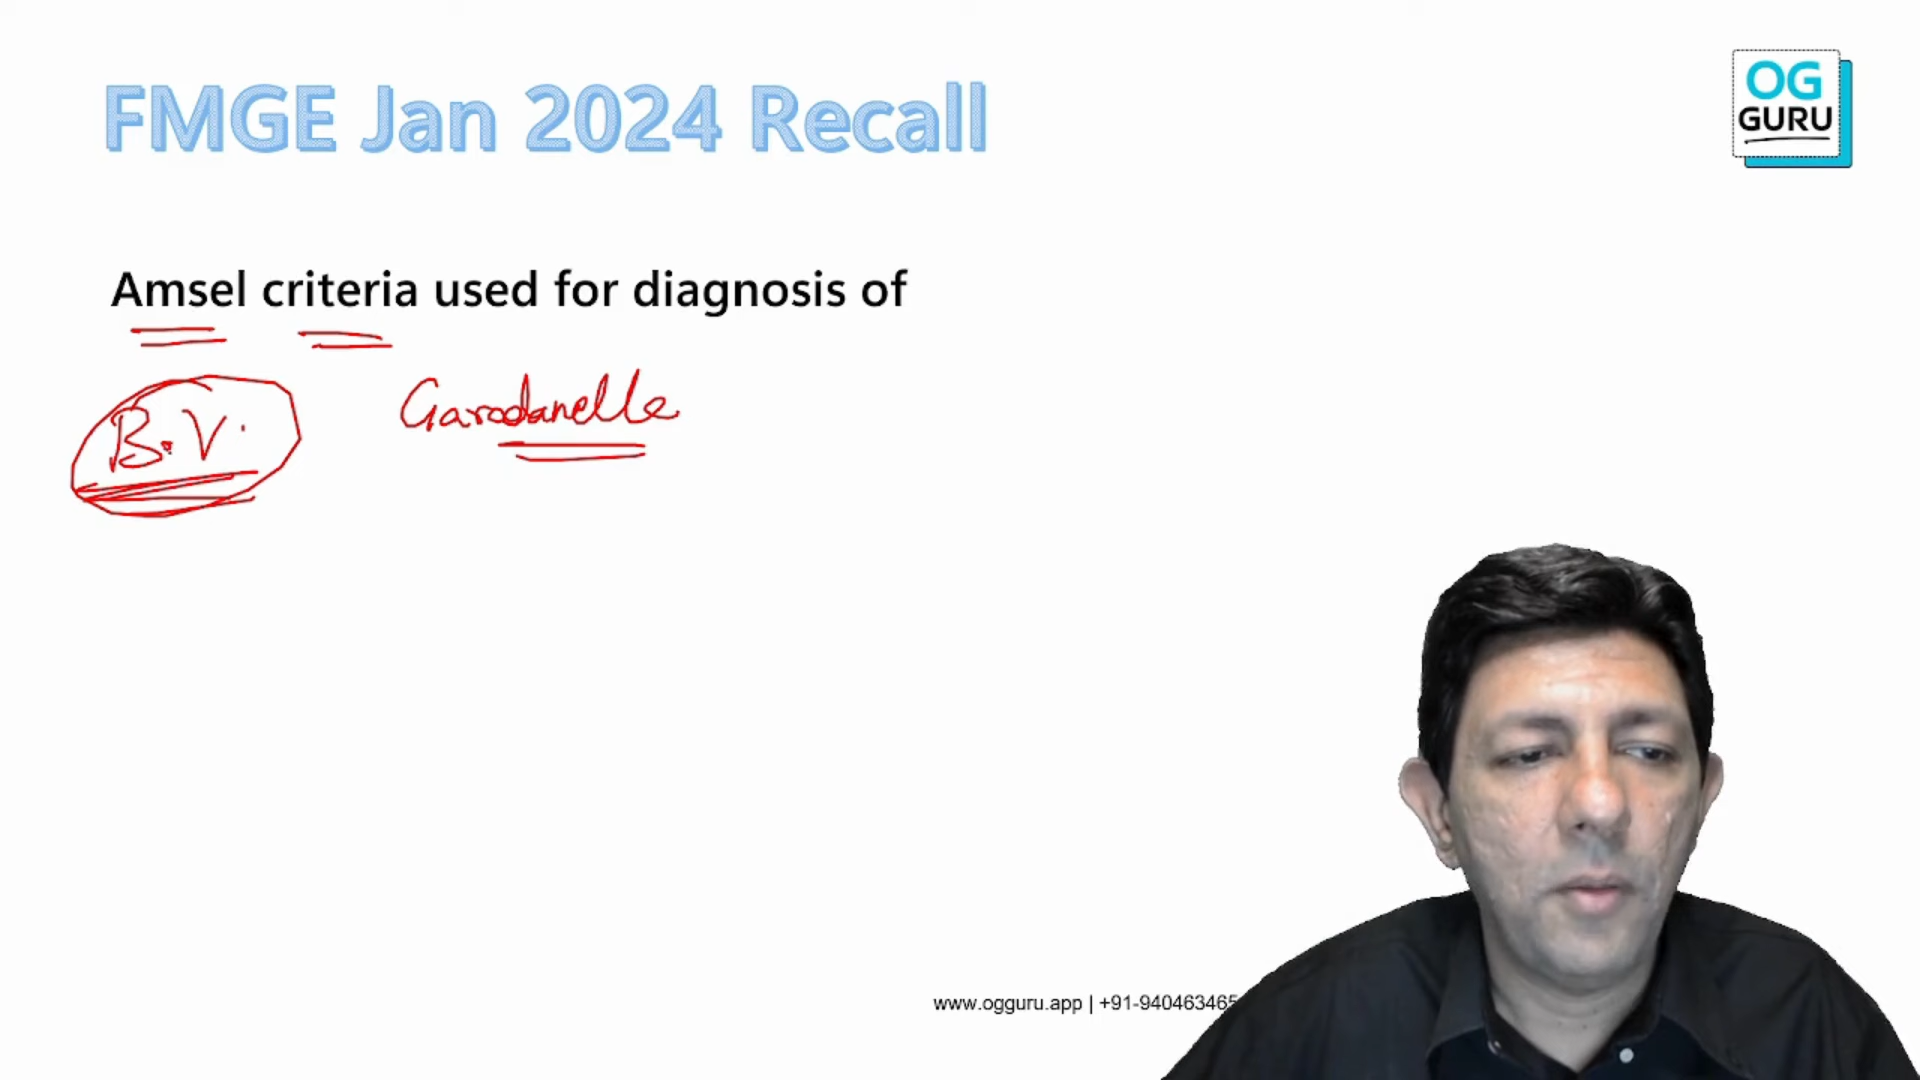 FMGE Jan 2024 Recall
OG
GURU
Amsel criteria used for diagnosis of
B.V.
Garodanelle
www.ogguru.app | +91-940463465